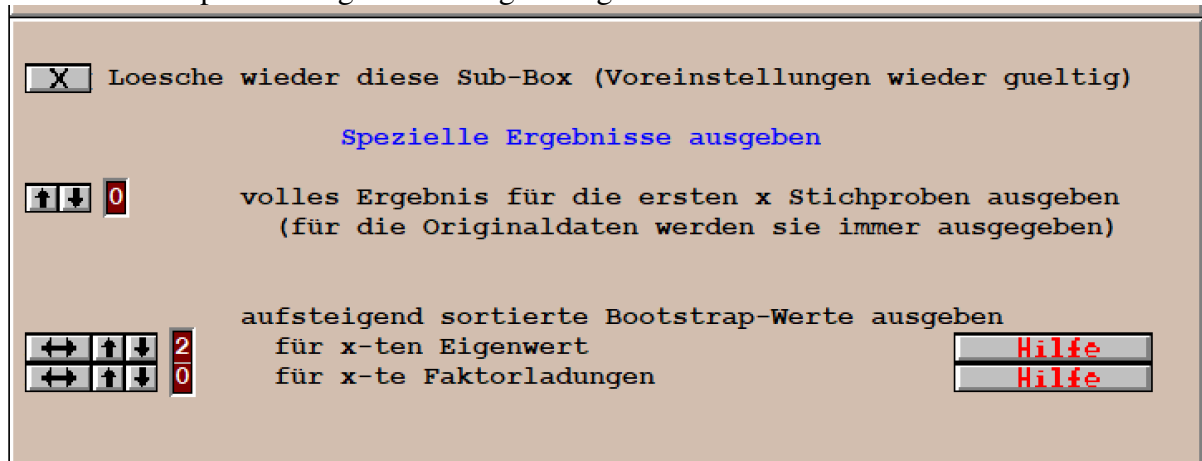 X Loesche wieder diese Sub-Box (Voreinstellungen wieder gueltig)
Spezielle Ergebnisse ausgeben
0 volles Ergebnis für die ersten x Stichproben ausgeben
(für die Originaldaten werden sie immer ausgegeben)
aufsteigend sortierte Bootstrap-Werte ausgeben
2 für x-ten Eigenwert Hilfe
0 für x-te Faktorladungen Hilfe